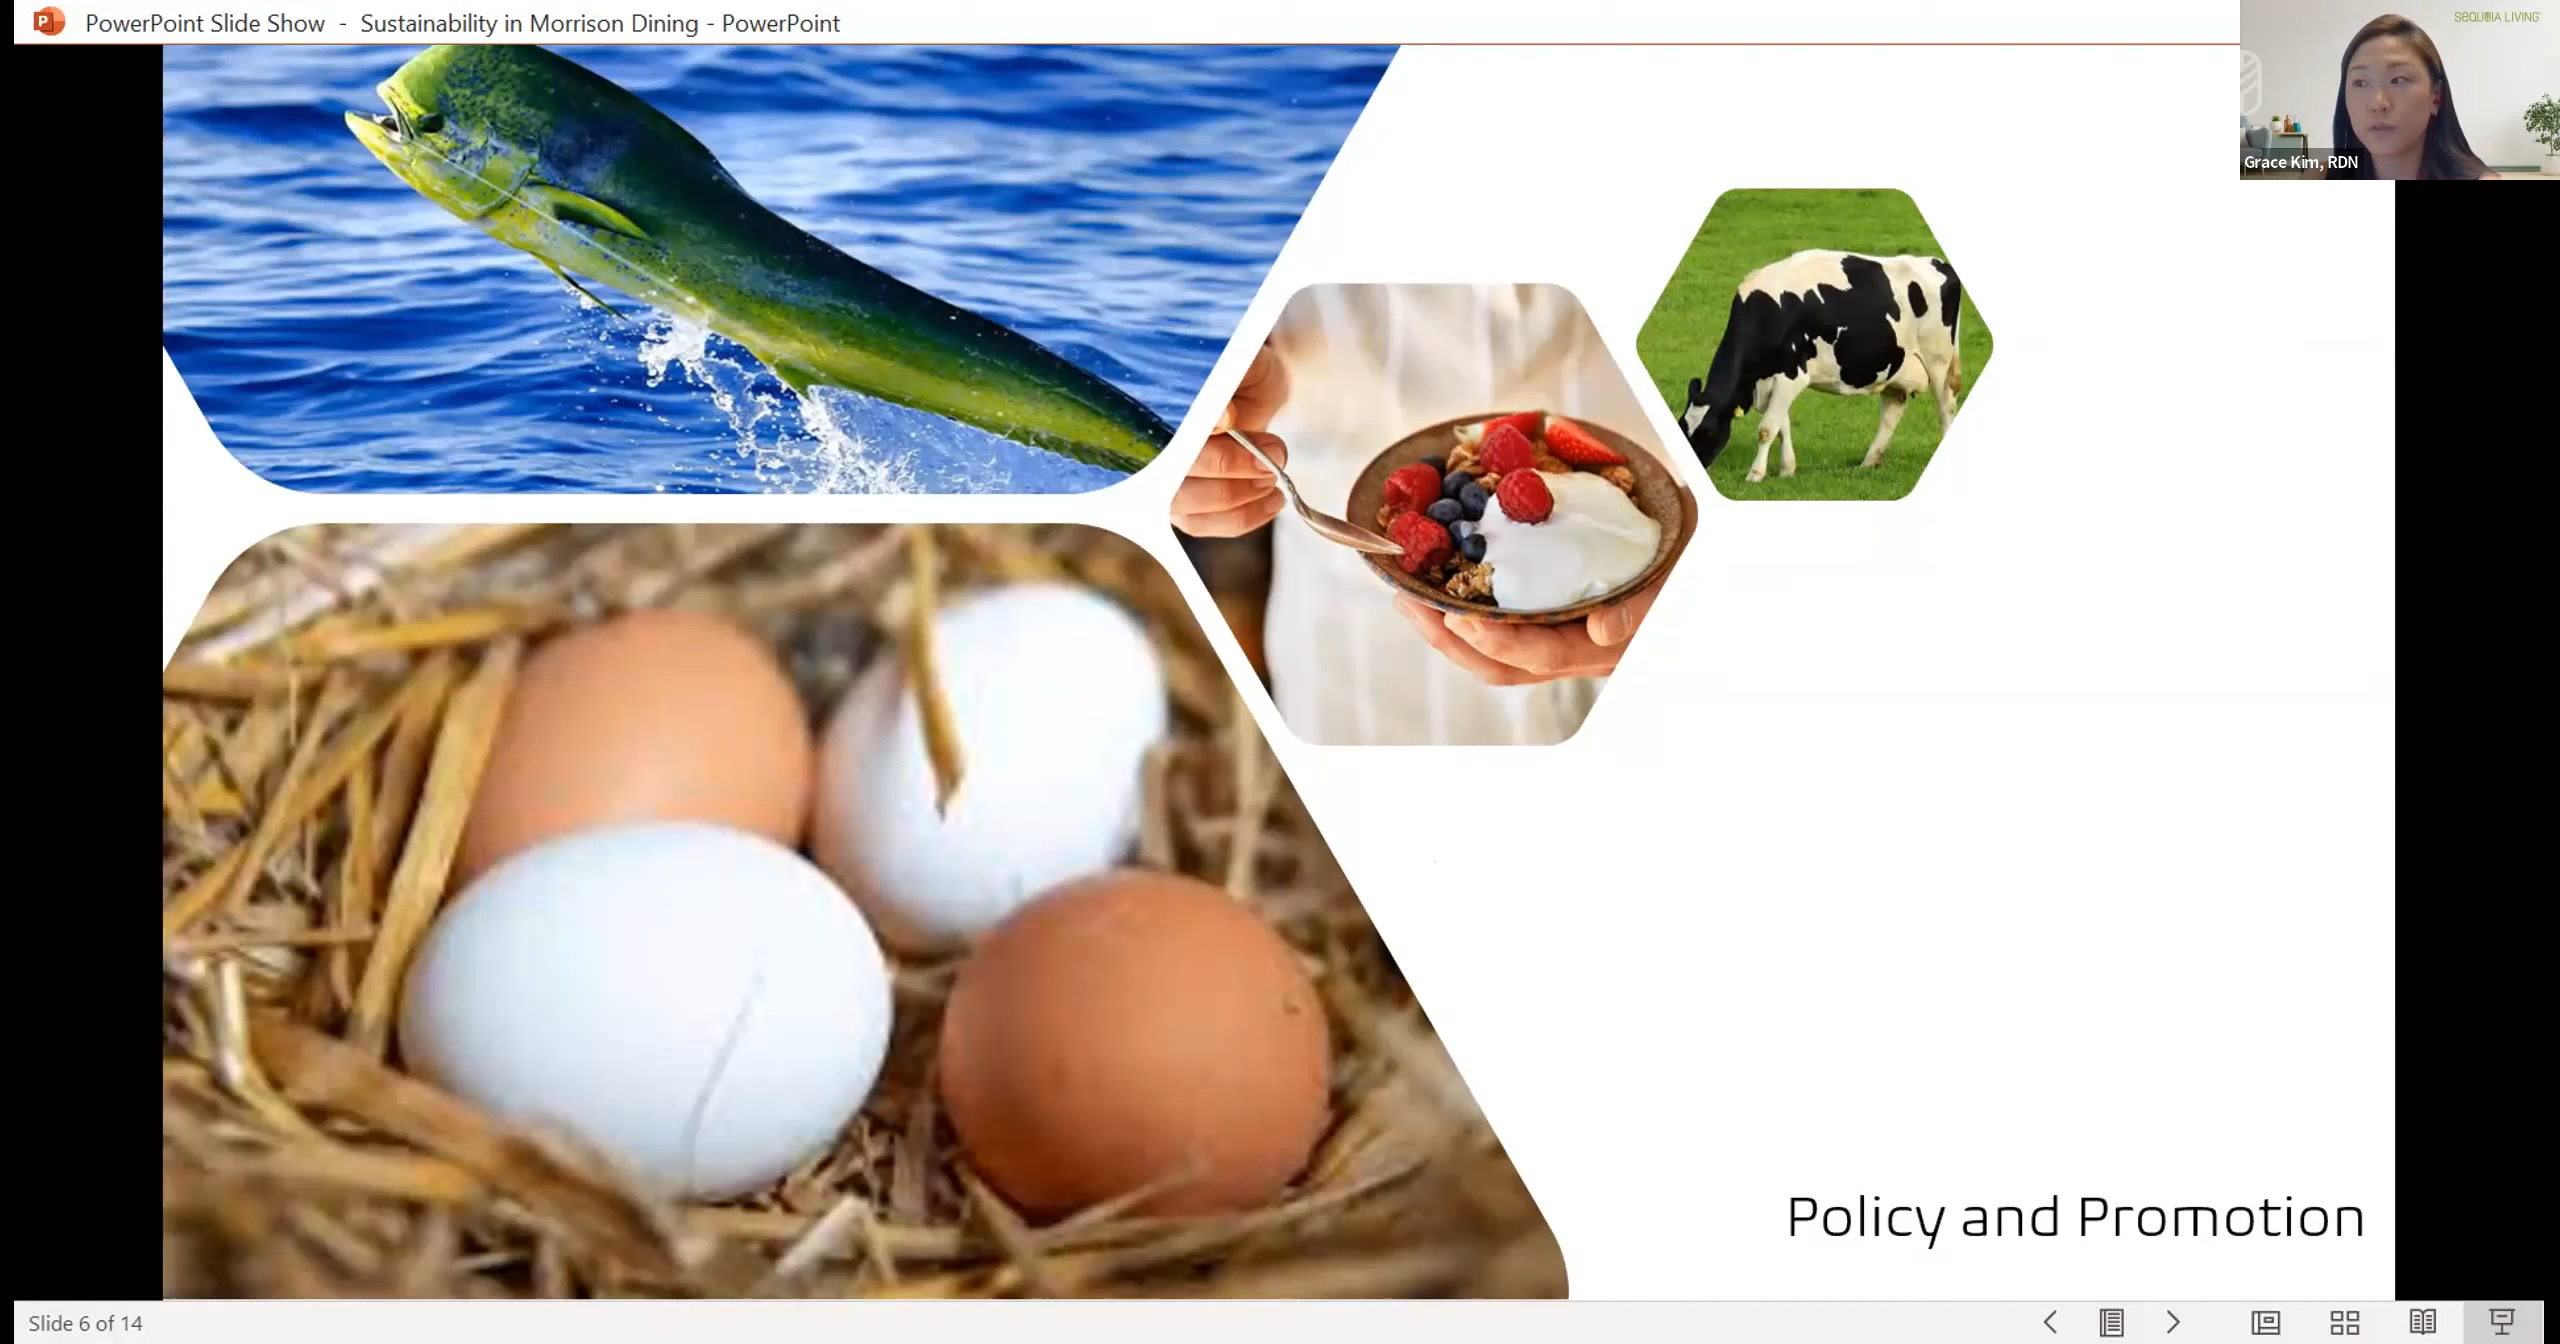 PowerPoint Slide Show - Sustainability in Morrison Dining - PowerPoint
SEQUOIA LIVING
Grace Kim, RDN
Policy and Promotion
Slide 6 of 14